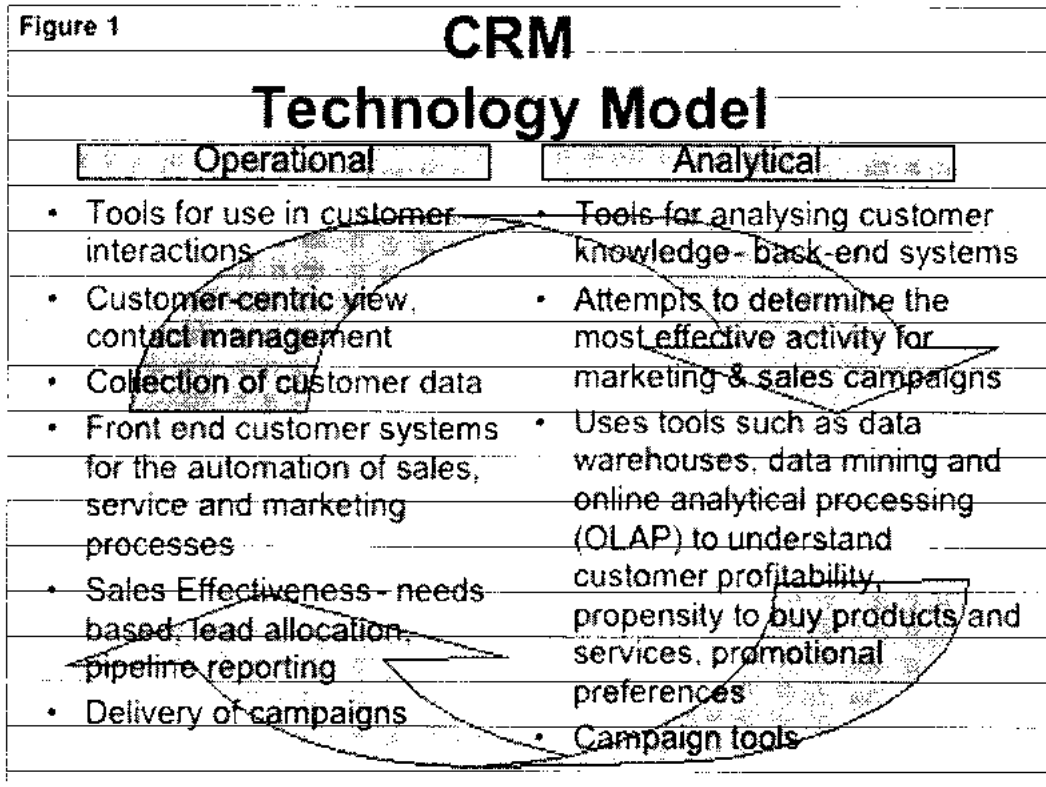 Figure 1
CRM
Technology Model
Operational
• Tools for use in customer
interactions
• Customer-centric view,
contact management
• Collection of customer data
• Front end customer systems
for the automation of sales,
service and marketing
processes
• Sales Effectiveness - needs
based, lead allocation,
pipeline reporting
• Delivery of campaigns
Analytical
• Tools for analysing customer
knowledge - back-end systems
• Attempts to determine the
most effective activity for
marketing & sales campaigns
• Uses tools such as data
warehouses, data mining and
online analytical processing
(OLAP) to understand
customer profitability,
propensity to buy products and
services, promotional
preferences
• Campaign tools